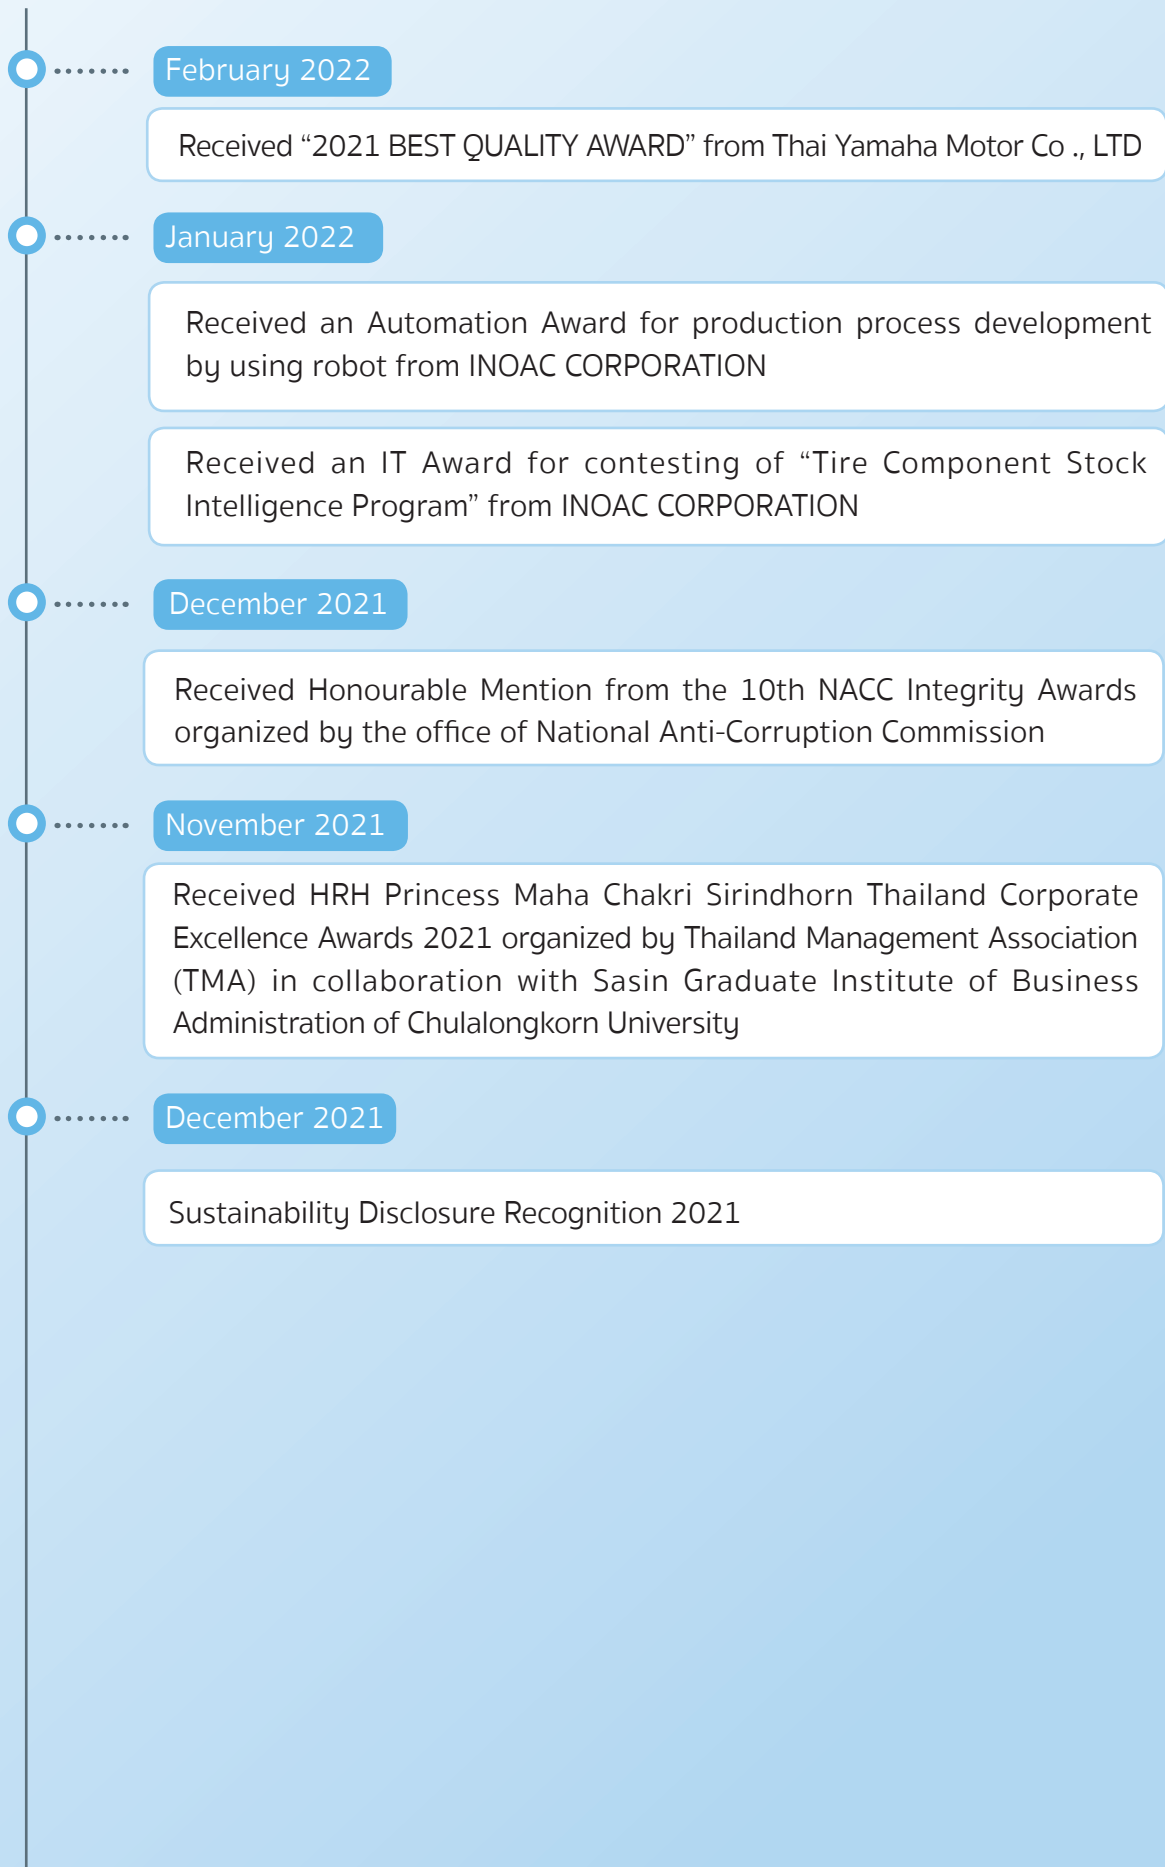 February 2022
Received “2021 BEST QUALITY AWARD” from Thai Yamaha Motor Co ., LTD
January 2022
Received an Automation Award for production process development
by using robot from INOAC CORPORATION
Received an IT Award for contesting of “Tire Component Stock
Intelligence Program” from INOAC CORPORATION
December 2021
Received Honourable Mention from the 10th NACC Integrity Awards
organized by the office of National Anti-Corruption Commission
November 2021
Received HRH Princess Maha Chakri Sirindhorn Thailand Corporate
Excellence Awards 2021 organized by Thailand Management Association
(TMA) in collaboration with Sasin Graduate Institute of Business
Administration of Chulalongkorn University
December 2021
Sustainability Disclosure Recognition 2021